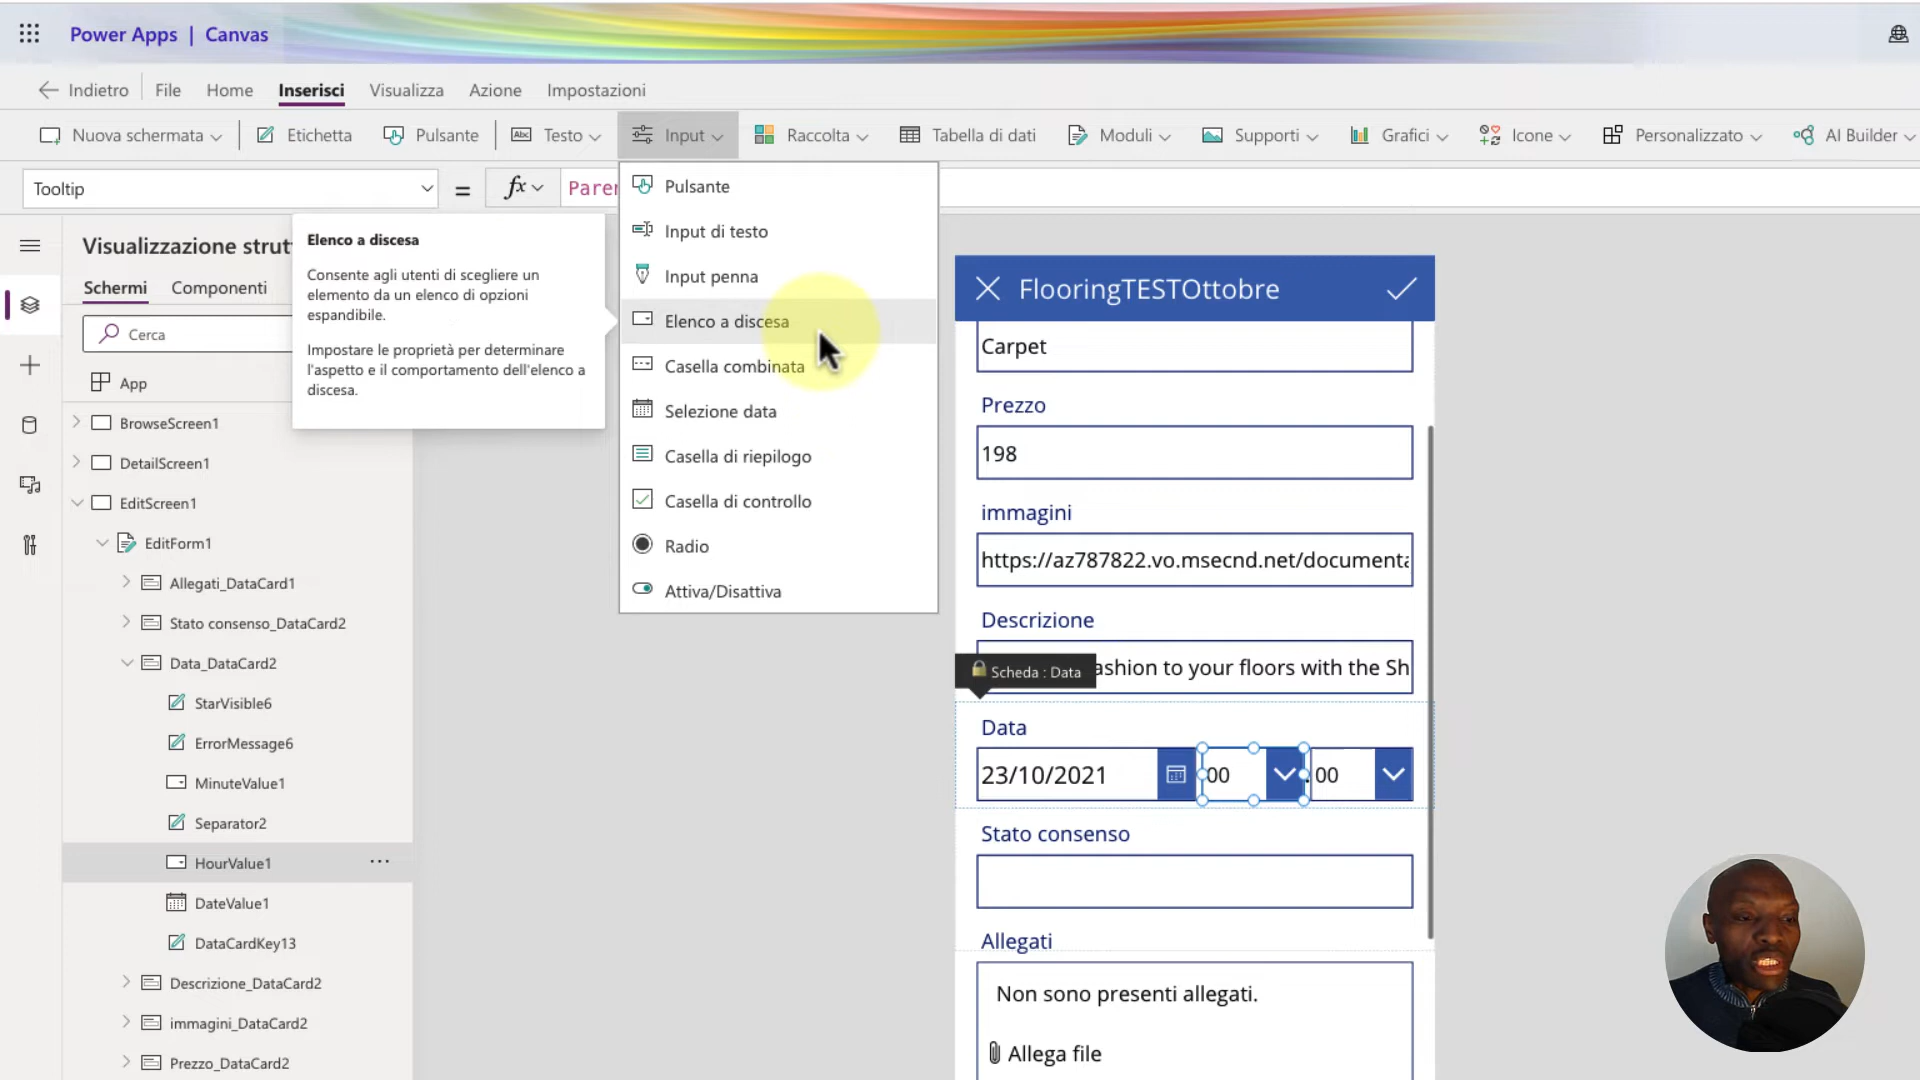 Power Apps | Canvas
Indietro File Home Inserisci Visualizza Azione Impostazioni
Nuova schermata Etichetta Pulsante Testo Input Raccolta Tabella di dati Moduli Supporti Grafici Icone Personalizzato AI Builder
Tooltip = fx Paren
Visualizzazione strutt
Schermi Componenti
Cerca
App
BrowseScreen1
DetailScreen1
EditScreen1
EditForm1
Allegati_DataCard1
Stato consenso_DataCard2
Data_DataCard2
StarVisible6
ErrorMessage6
MinuteValue1
Separator2
HourValue1
DateValue1
DataCardKey13
Descrizione_DataCard2
immagini_DataCard2
Prezzo_DataCard2
Elenco a discesa
Consente agli utenti di scegliere un
elemento da un elenco di opzioni
espandibile.
Impostare le proprietà per determinare
l'aspetto e il comportamento dell'elenco a
discesa.
Pulsante
Input di testo
Input penna
Elenco a discesa
Casella combinata
Selezione data
Casella di riepilogo
Casella di controllo
Radio
Attiva/Disattiva
FlooringTESTOttobre
Carpet
Prezzo
198
immagini
https://az787822.vo.msecnd.net/documenta
Descrizione
Scheda : Data
ashion to your floors with the Sh
Data
23/10/2021 00 : 00
Stato consenso
Allegati
Non sono presenti allegati.
Allega file